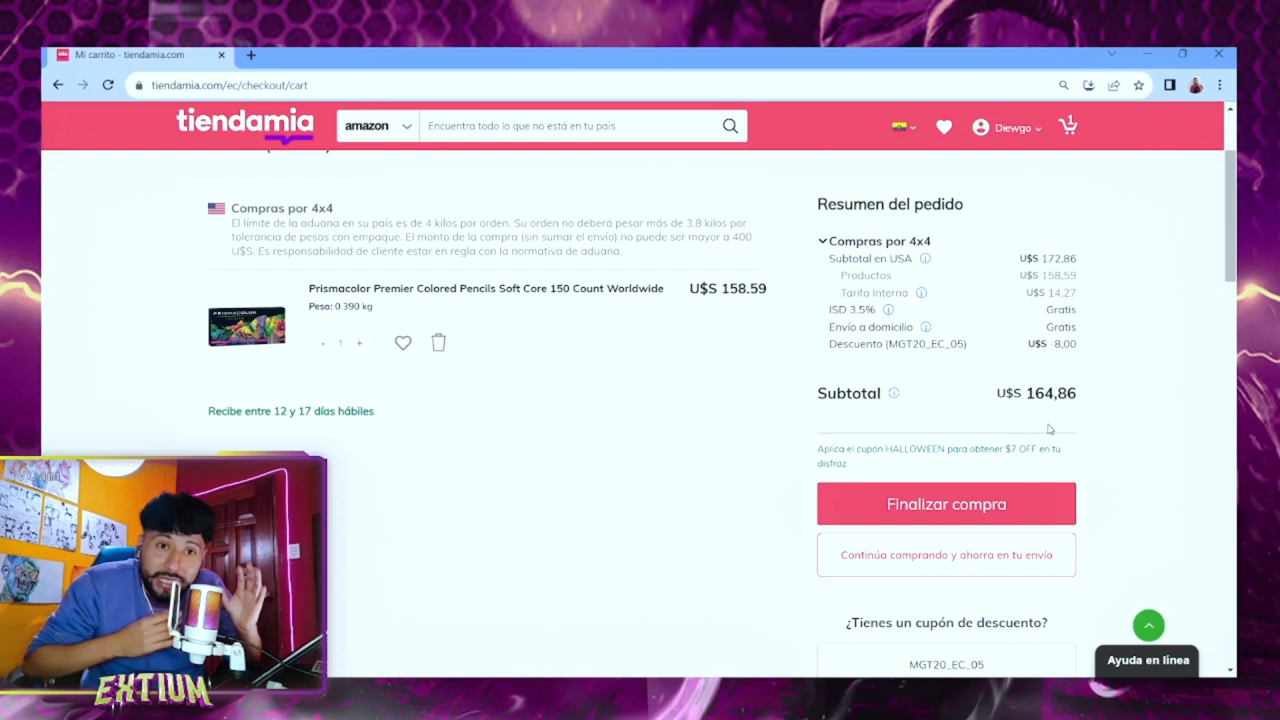 Mi carrito - tiendamia.com
tiendamia.com/ec/checkout/cart
tiendamia
amazon
Encuentra todo lo que no está en tu país
Diewgo
1
Compras por 4x4
El límite de la aduana en su país es de 4 kilos por orden. Su orden no deberá pesar más de 3.8 kilos por
tolerancia de pesos con empaque. El monto de la compra (sin sumar el envío) no puede ser mayor a 400
U$S. Es responsabilidad de cliente estar en regla con la normativa de aduana.
Prismacolor Premier Colored Pencils Soft Core 150 Count Worldwide
U$S 158.59
Peso: 0.390 kg
PRISMACOLOR
- 1 +
Recibe entre 12 y 17 días hábiles
Resumen del pedido
Compras por 4x4
Subtotal en USA U$S 172,86
Productos U$S 158,59
Tarifa Interna U$S 14,27
ISD 3.5% Gratis
Envío a domicilio Gratis
Descuento (MGT20_EC_05) U$S -8,00
Subtotal U$S 164,86
Aplica el cupón HALLOWEEN para obtener $7 OFF en tu
disfraz
Finalizar compra
Continúa comprando y ahorra en tu envío
¿Tienes un cupón de descuento?
MGT20_EC_05
Ayuda en línea
EXTIUM